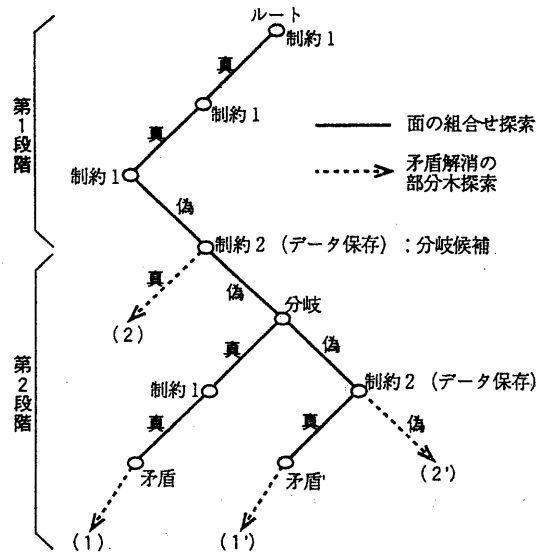 ルート
制約1
真
制約1
真
制約1
偽
制約2 (データ保存) :分岐候補
真
偽
(2)
分岐
真
偽
制約1
制約2 (データ保存)
真
真
偽
矛盾
矛盾'
(2')
(1)
(1')
第1段階
第2段階
面の組合せ探索
矛盾解消の
部分木探索